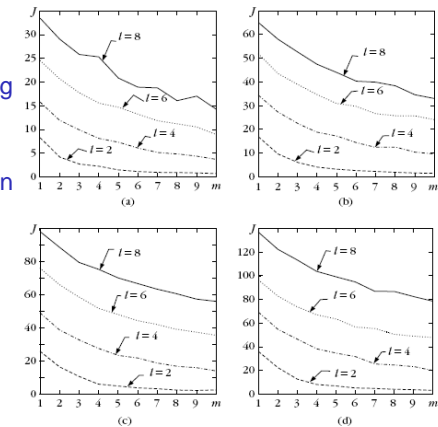 J
30
25
20
15
10
5
0
l = 8
l = 6
l = 4
l = 2
1 2 3 4 5 6 7 8 9 m
(a)
J
60
50
40
30
20
10
0
l = 8
l = 6
l = 4
l = 2
1 2 3 4 5 6 7 8 9 m
(b)
g
n
J
80
60
40
20
0
l = 8
l = 6
l = 4
l = 2
1 2 3 4 5 6 7 8 9 m
(c)
J
120
100
80
60
40
20
0
l = 8
l = 6
l = 4
l = 2
1 2 3 4 5 6 7 8 9 m
(d)